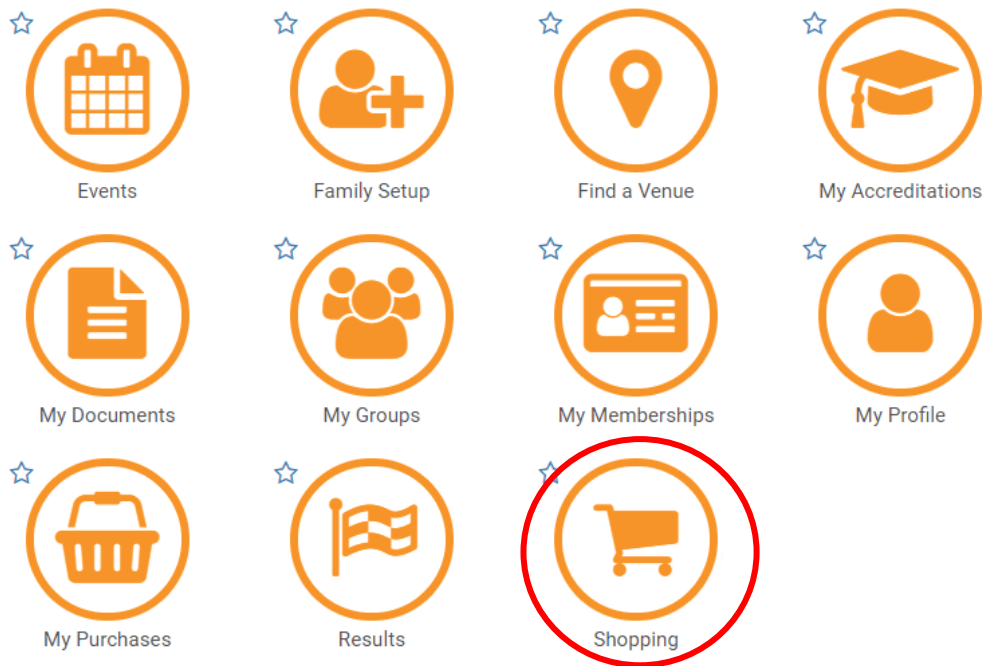 Events
Family Setup
Find a Venue
My Accreditations
My Documents
My Groups
My Memberships
My Profile
My Purchases
Results
Shopping